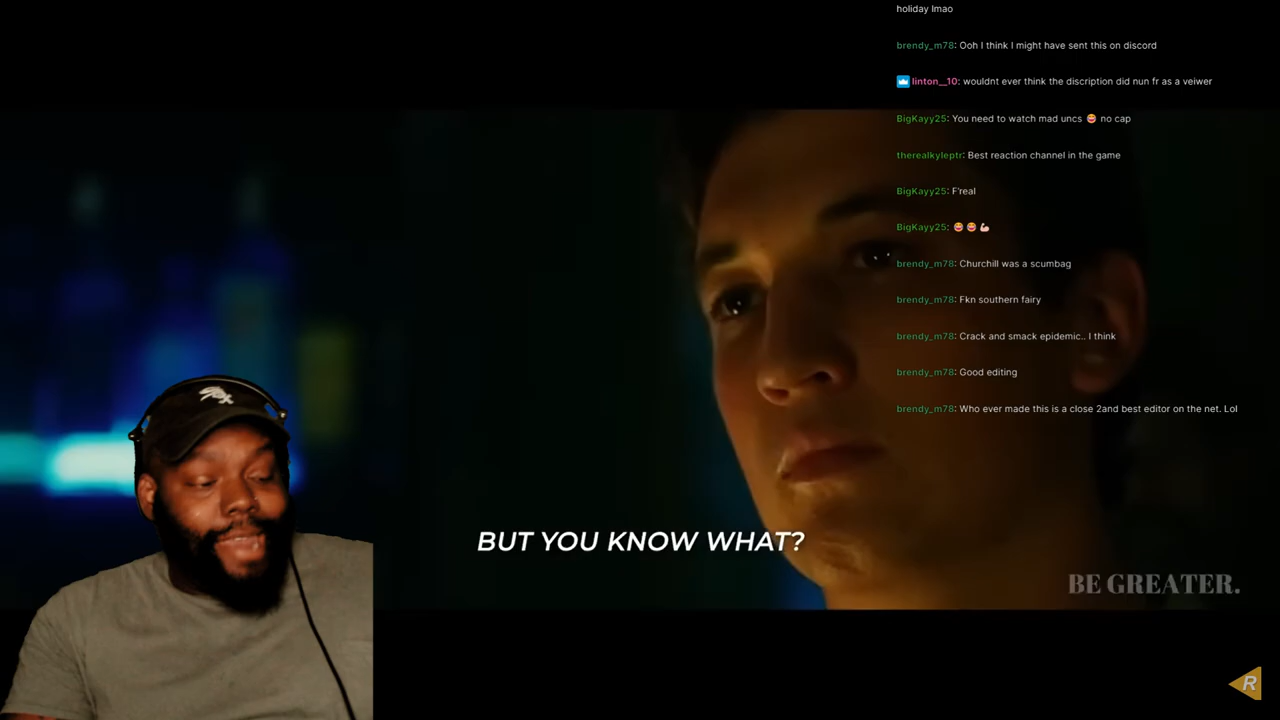 holiday lmao
brendy_m78: Ooh I think I might have sent this on discord
linton__10: wouldnt ever think the discription did nun fr as a veiwer
BigKayy25: You need to watch mad uncs 😂 no cap
therealkyleptr: Best reaction channel in the game
BigKayy25: F'real
BigKayy25: 😂 😂 💪🏻
brendy_m78: Churchill was a scumbag
brendy_m78: Fkn southern fairy
brendy_m78: Crack and smack epidemic.. I think
brendy_m78: Good editing
brendy_m78: Who ever made this is a close 2and best editor on the net. Lol
BUT YOU KNOW WHAT?
BE GREATER.
R